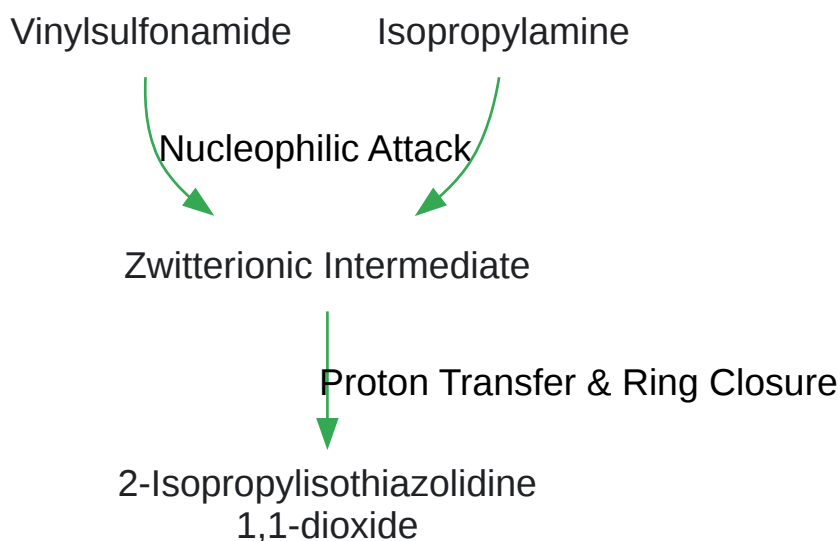 Vinylsulfonamide
Isopropylamine
Nucleophilic Attack
Zwitterionic Intermediate
Proton Transfer & Ring Closure
2-Isopropylisothiazolidine
1,1-dioxide